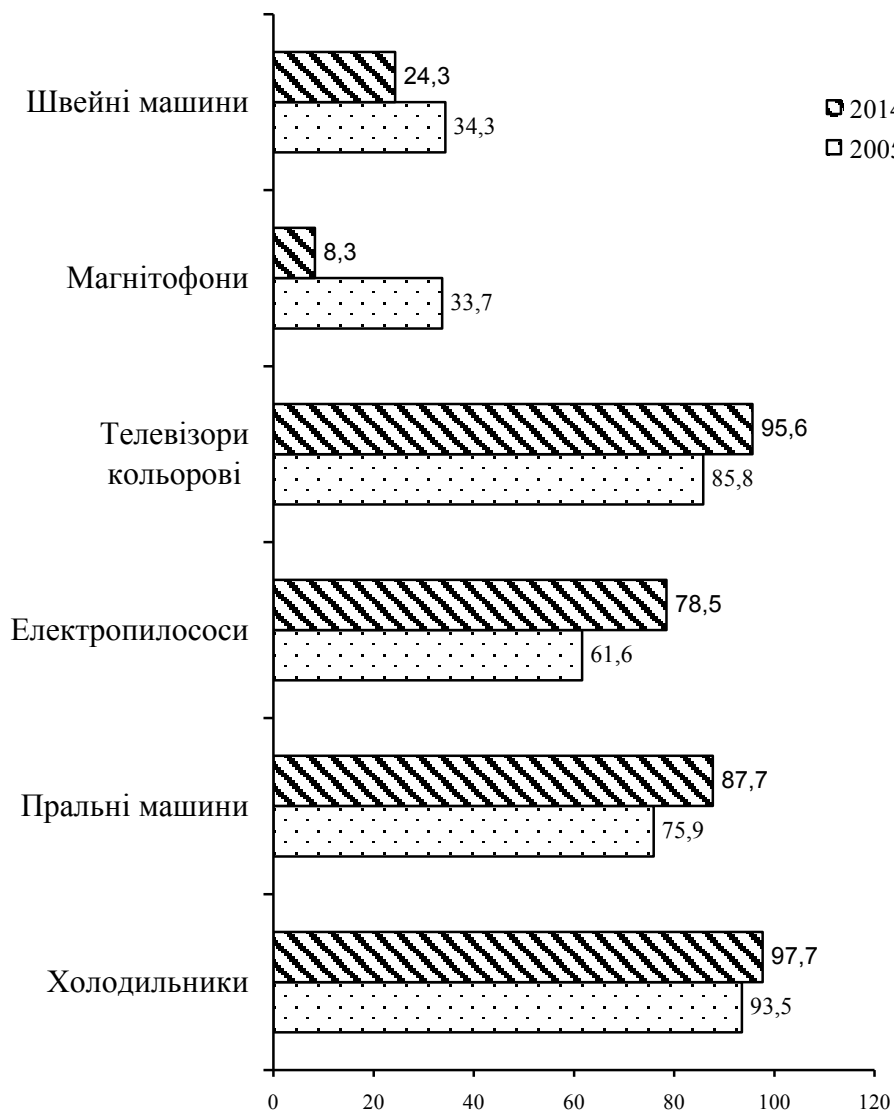 24,3
Швейні машини
34,3
2014
2005
8,3
Магнітофони
33,7
95,6
Телевізори
кольорові
85,8
78,5
Електропилососи
61,6
87,7
Пральні машини
75,9
97,7
Холодильники
93,5
0 20 40 60 80 100 120